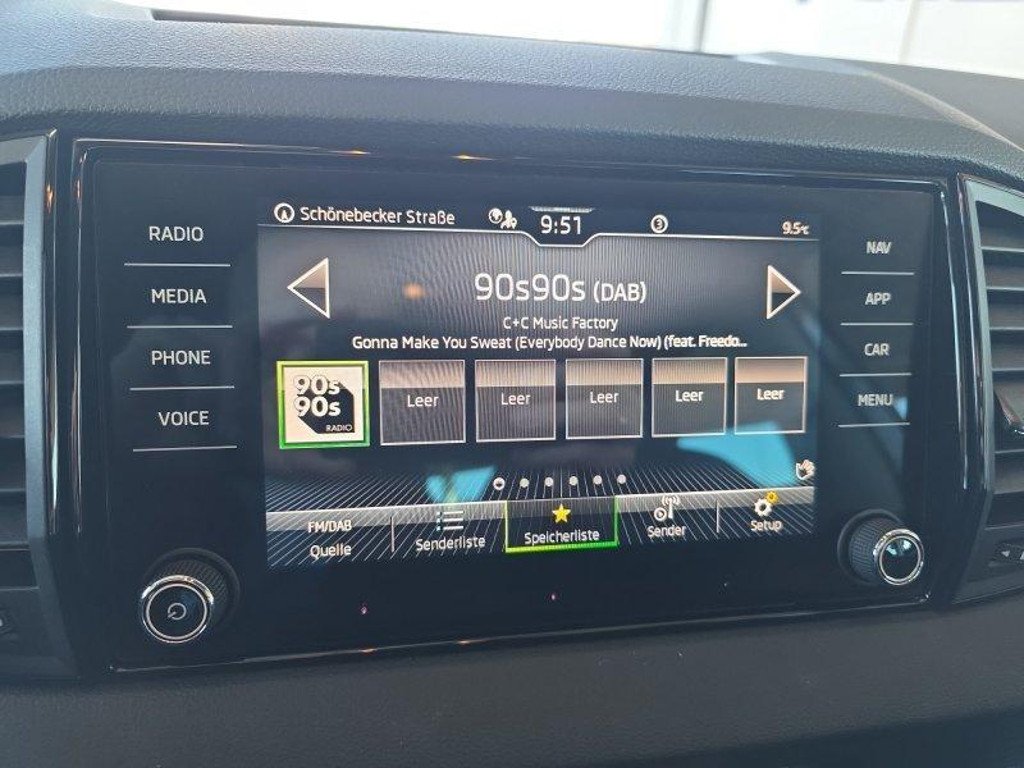 RADIO
MEDIA
PHONE
VOICE
Schönebecker Straße
9:51
3
9.5°C
90s90s (DAB)
C+C Music Factory
Gonna Make You Sweat (Everybody Dance Now) (feat. Freedo...
90s
90s
RADIO
Leer
Leer
Leer
Leer
Leer
FM/DAB
Quelle
Senderliste
Speicherliste
Sender
Setup
NAV
APP
CAR
MENU